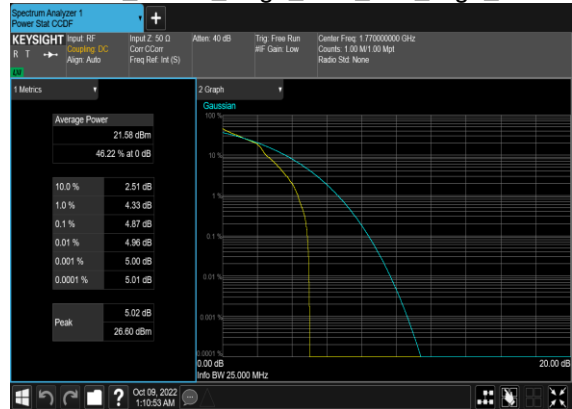 Spectrum Analyzer 1
Power Stat CCDF
KEYSIGHT
R T
LW
Input: RF
Coupling: DC
Align: Auto
Input Z: 50 Ω
Corr CCorr
Freq Ref: Int (S)
Atten: 40 dB
Trig: Free Run
#IF Gain: Low
Center Freq: 1.770000000 GHz
Counts: 1.00 M/1.00 Mpt
Radio Std: None
1 Metrics
Average Power
21.58 dBm
46.22 % at 0 dB
10.0 % 2.51 dB
1.0 % 4.33 dB
0.1 % 4.87 dB
0.01 % 4.96 dB
0.001 % 5.00 dB
0.0001 % 5.01 dB
Peak
5.02 dB
26.60 dBm
2 Graph
Gaussian
100 %
10 %
1 %
0.1 %
0.01 %
0.001 %
0.0001 %
0.00 dB
20.00 dB
Info BW 25.000 MHz
Oct 09, 2022
1:10:53 AM